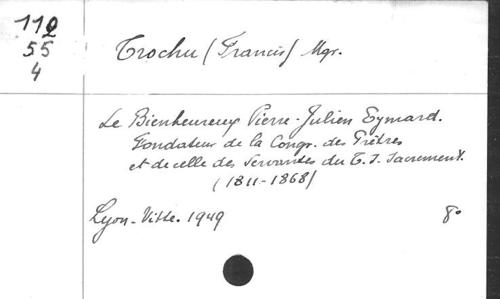 112
55
4
Trochu (Francis) Mgr.
Le Bienheureux Pierre-Julien Eymard.
Fondateur de la Congr. des Prêtres
et de celle des Servantes du T. S. Sacrement.
(1811-1868)
Lyon-Vitte. 1949 8°